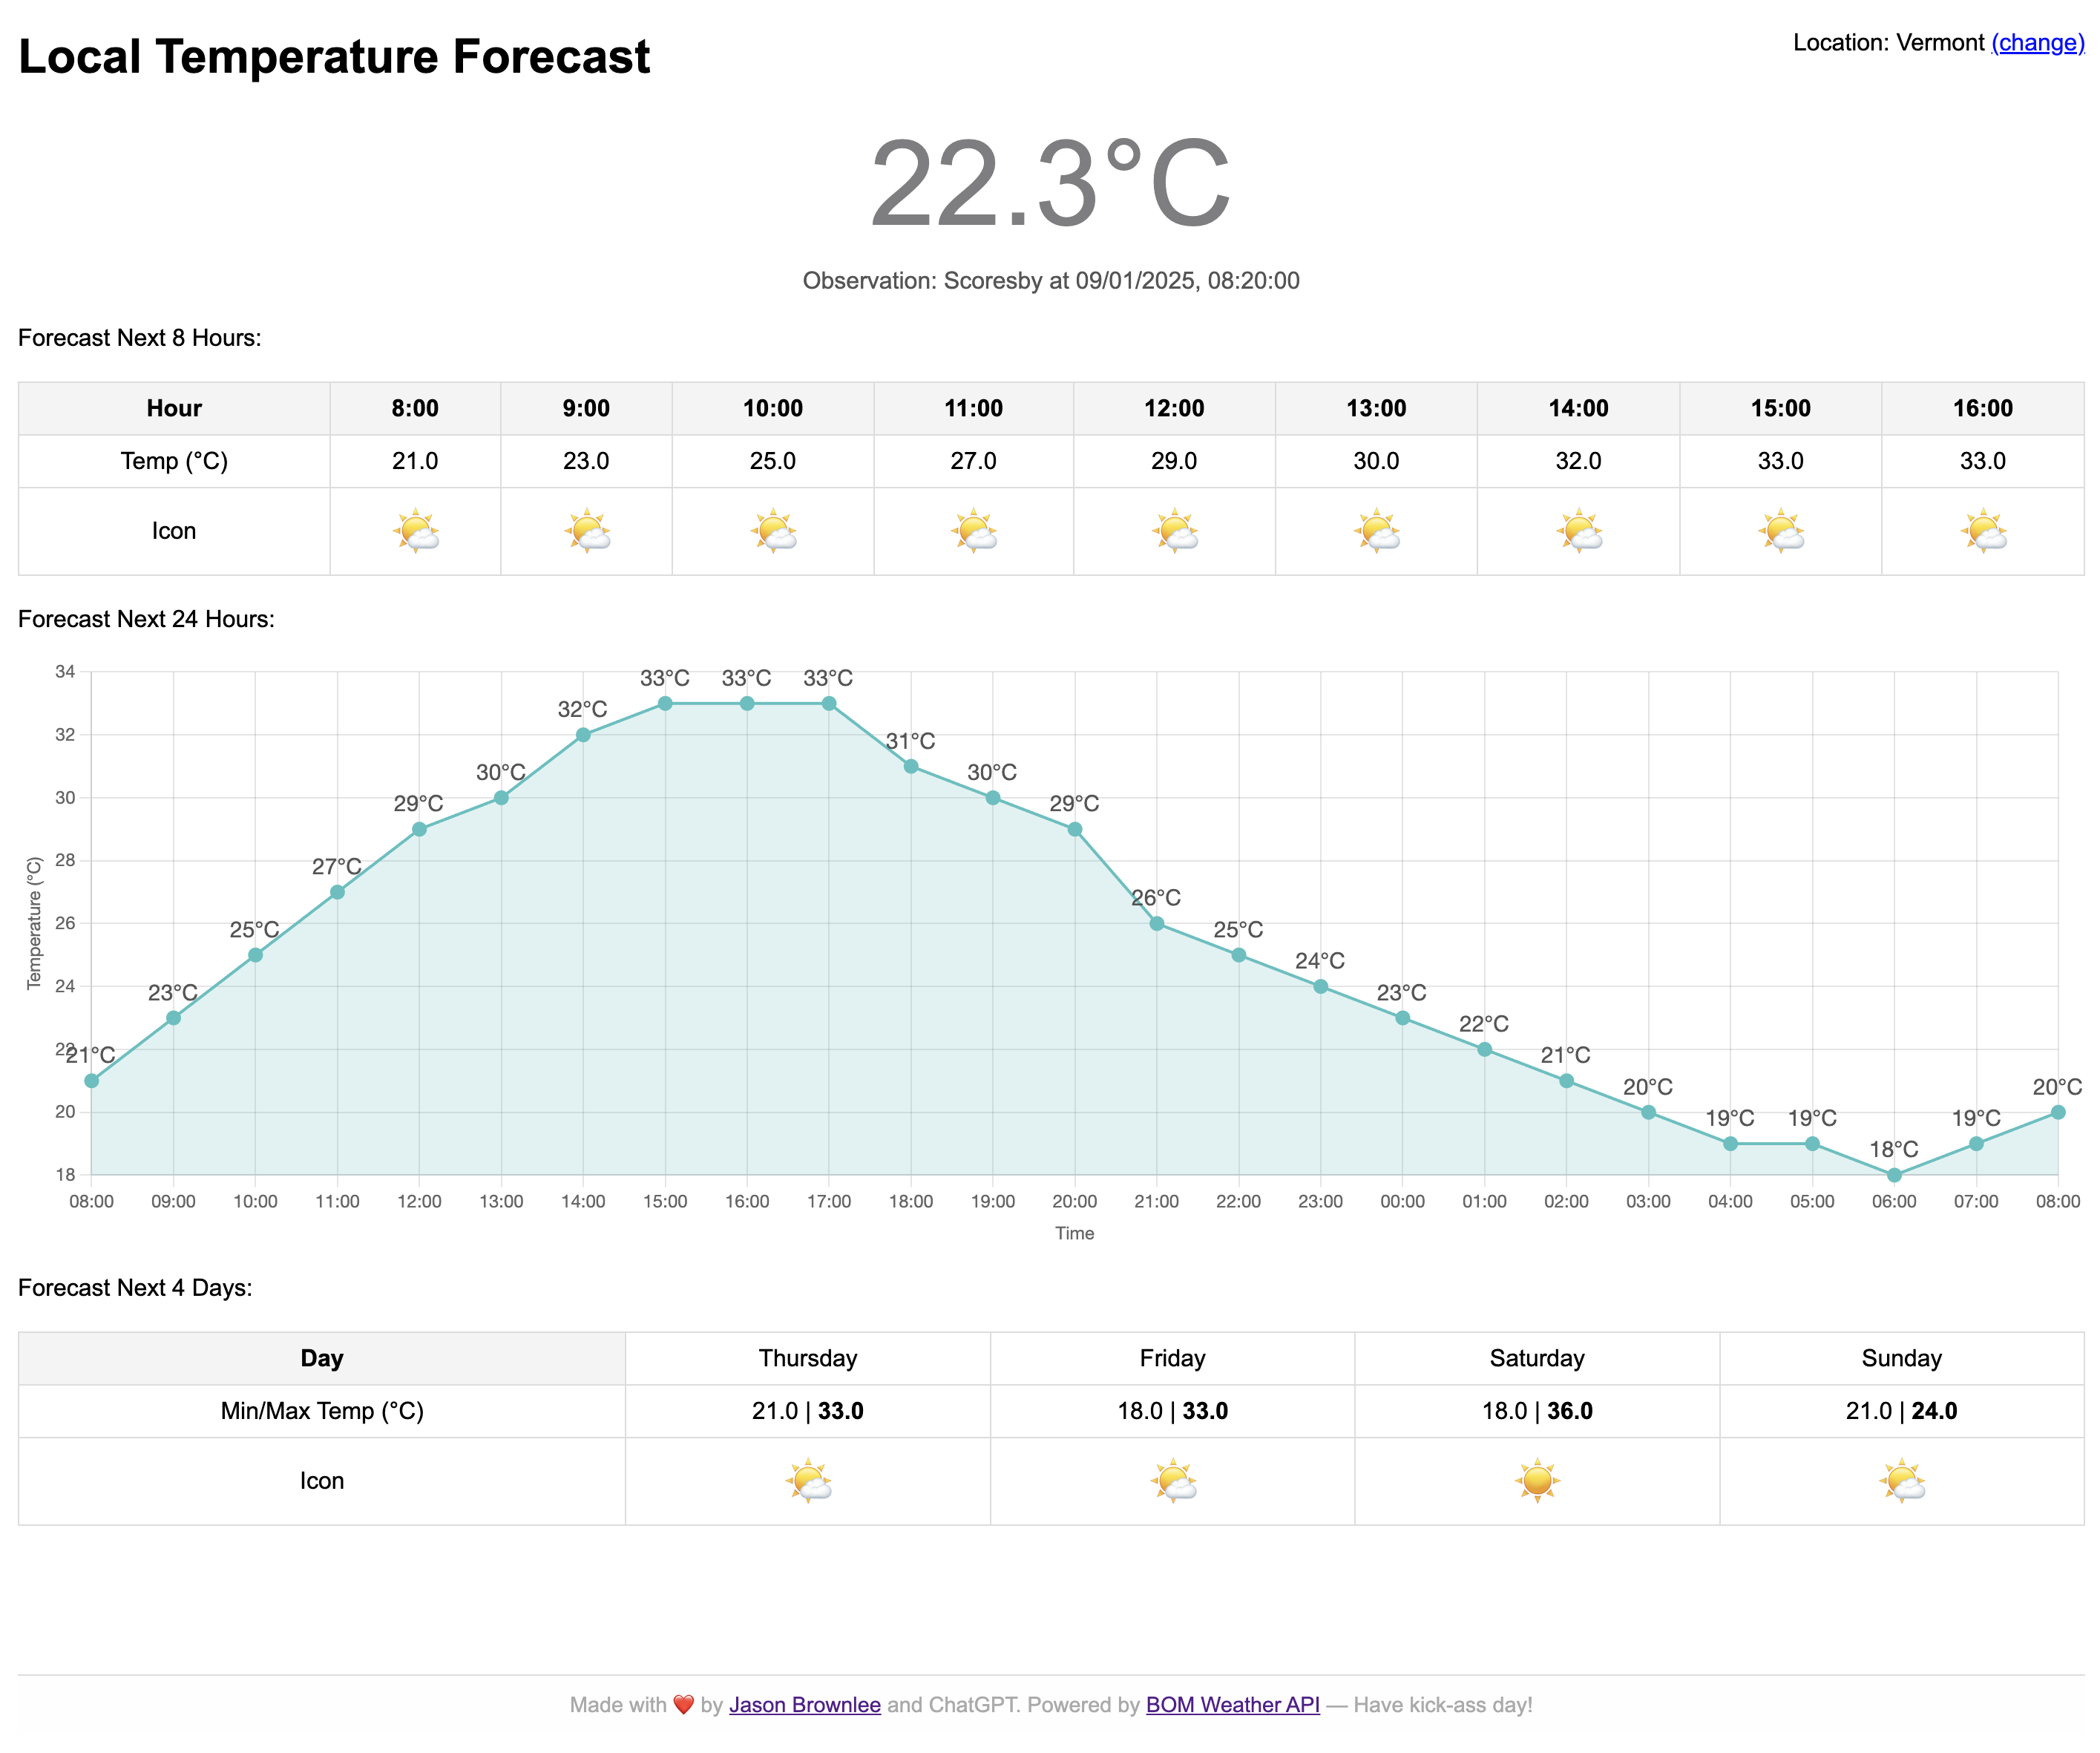 Local Temperature Forecast
Location: Vermont (change)
22.3°C
Observation: Scoresby at 09/01/2025, 08:20:00
Forecast Next 8 Hours:
Hour 8:00 9:00 10:00 11:00 12:00 13:00 14:00 15:00 16:00
Temp (°C) 21.0 23.0 25.0 27.0 29.0 30.0 32.0 33.0 33.0
Icon
Forecast Next 24 Hours:
34
32
30
28
26
24
22
20
18
Temperature (°C)
21°C 23°C 25°C 27°C 29°C 30°C 32°C 33°C 33°C 33°C 31°C 30°C 29°C 26°C 25°C 24°C 23°C 22°C 21°C 20°C 19°C 19°C 18°C 19°C 20°C
08:00 09:00 10:00 11:00 12:00 13:00 14:00 15:00 16:00 17:00 18:00 19:00 20:00 21:00 22:00 23:00 00:00 01:00 02:00 03:00 04:00 05:00 06:00 07:00 08:00
Time
Forecast Next 4 Days:
Day Thursday Friday Saturday Sunday
Min/Max Temp (°C) 21.0 | 33.0 18.0 | 33.0 18.0 | 36.0 21.0 | 24.0
Icon
Made with ❤️ by Jason Brownlee and ChatGPT. Powered by BOM Weather API — Have kick-ass day!